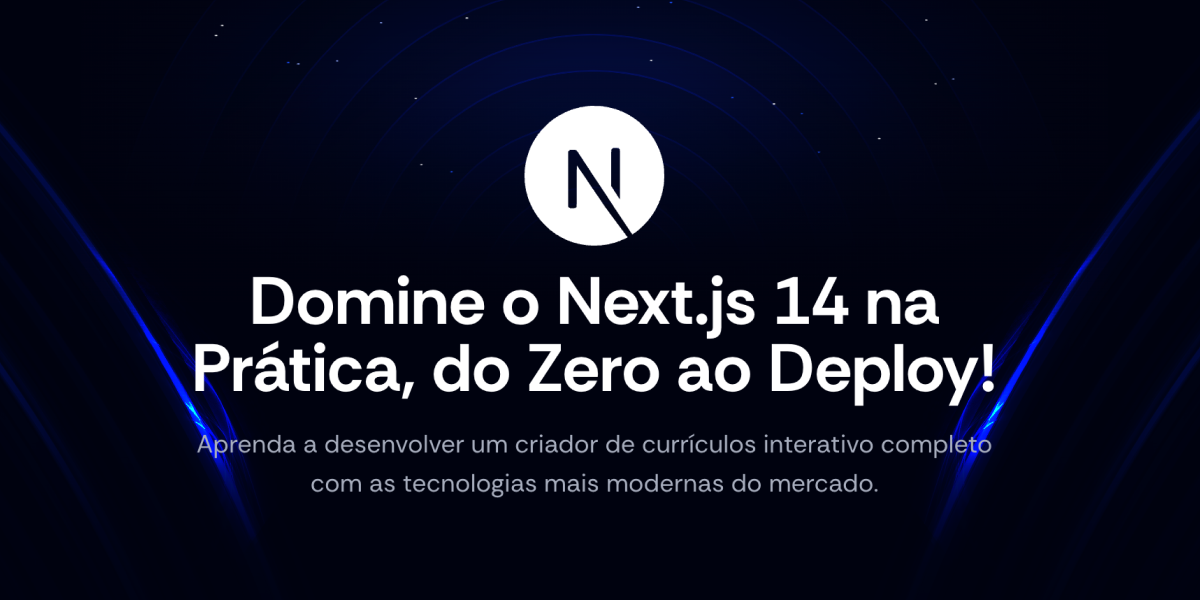 N
Domine o Next.js 14 na
Prática, do Zero ao Deploy!
Aprenda a desenvolver um criador de currículos interativo completo
com as tecnologias mais modernas do mercado.